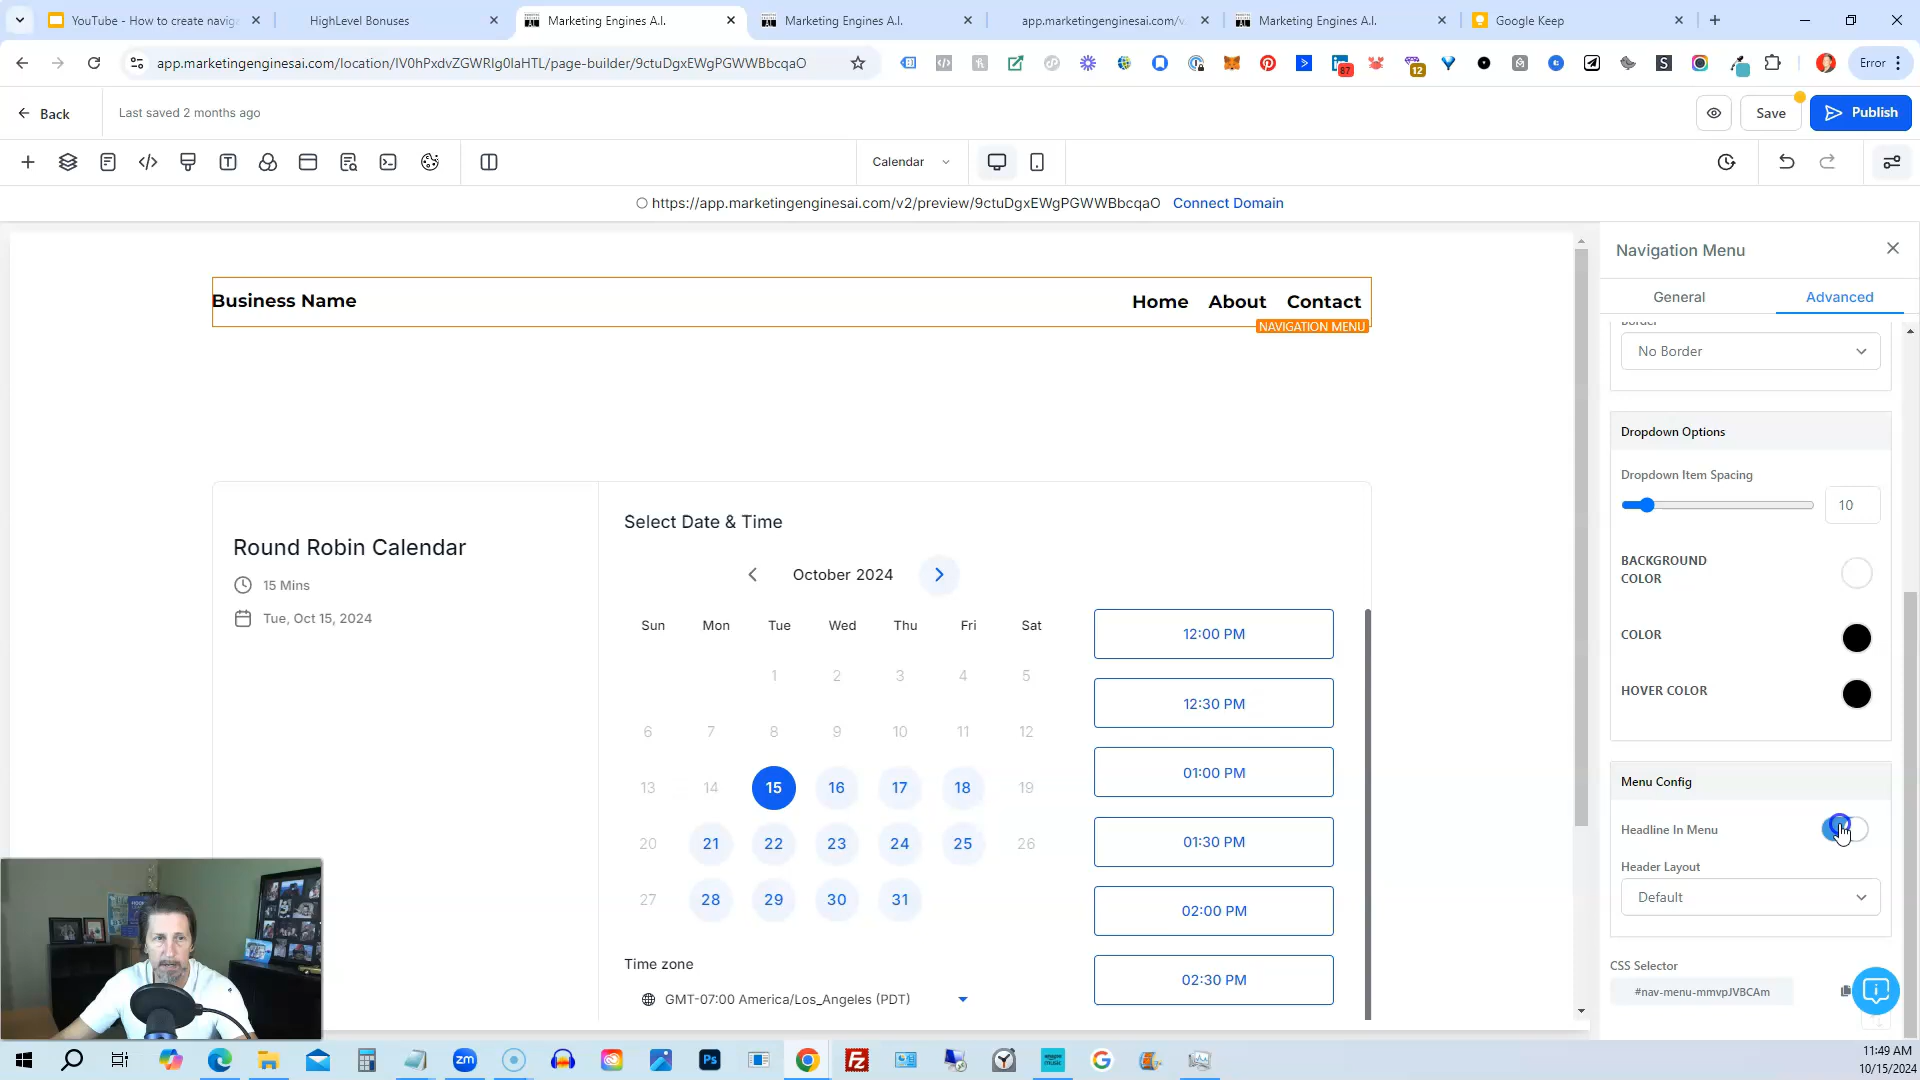 YouTube - How to create navig
HighLevel Bonuses
Marketing Engines A.I.
Marketing Engines A.I.
app.marketingenginesai.com/v
Marketing Engines A.I.
Google Keep
app.marketingenginesai.com/location/IV0hPxdvZGWRIg0IaHTL/page-builder/9ctuDgxEWgPGWWBbcqaO
87
12
Error
Back
Last saved 2 months ago
Save
Publish
Calendar
https://app.marketingenginesai.com/v2/preview/9ctuDgxEWgPGWWBbcqaO Connect Domain
Business Name
Home About Contact
NAVIGATION MENU
Round Robin Calendar
15 Mins
Tue, Oct 15, 2024
Select Date & Time
October 2024
Sun Mon Tue Wed Thu Fri Sat
1 2 3 4 5
6 7 8 9 10 11 12
13 14 15 16 17 18 19
20 21 22 23 24 25 26
27 28 29 30 31
12:00 PM
12:30 PM
01:00 PM
01:30 PM
02:00 PM
02:30 PM
Time zone
GMT-07:00 America/Los_Angeles (PDT)
Navigation Menu
General
Advanced
Border
No Border
Dropdown Options
Dropdown Item Spacing
10
BACKGROUND
COLOR
COLOR
HOVER COLOR
Menu Config
Headline In Menu
Header Layout
Default
CSS Selector
#nav-menu-mmvpJVBCAm
zm
Ps
11:49 AM
10/15/2024